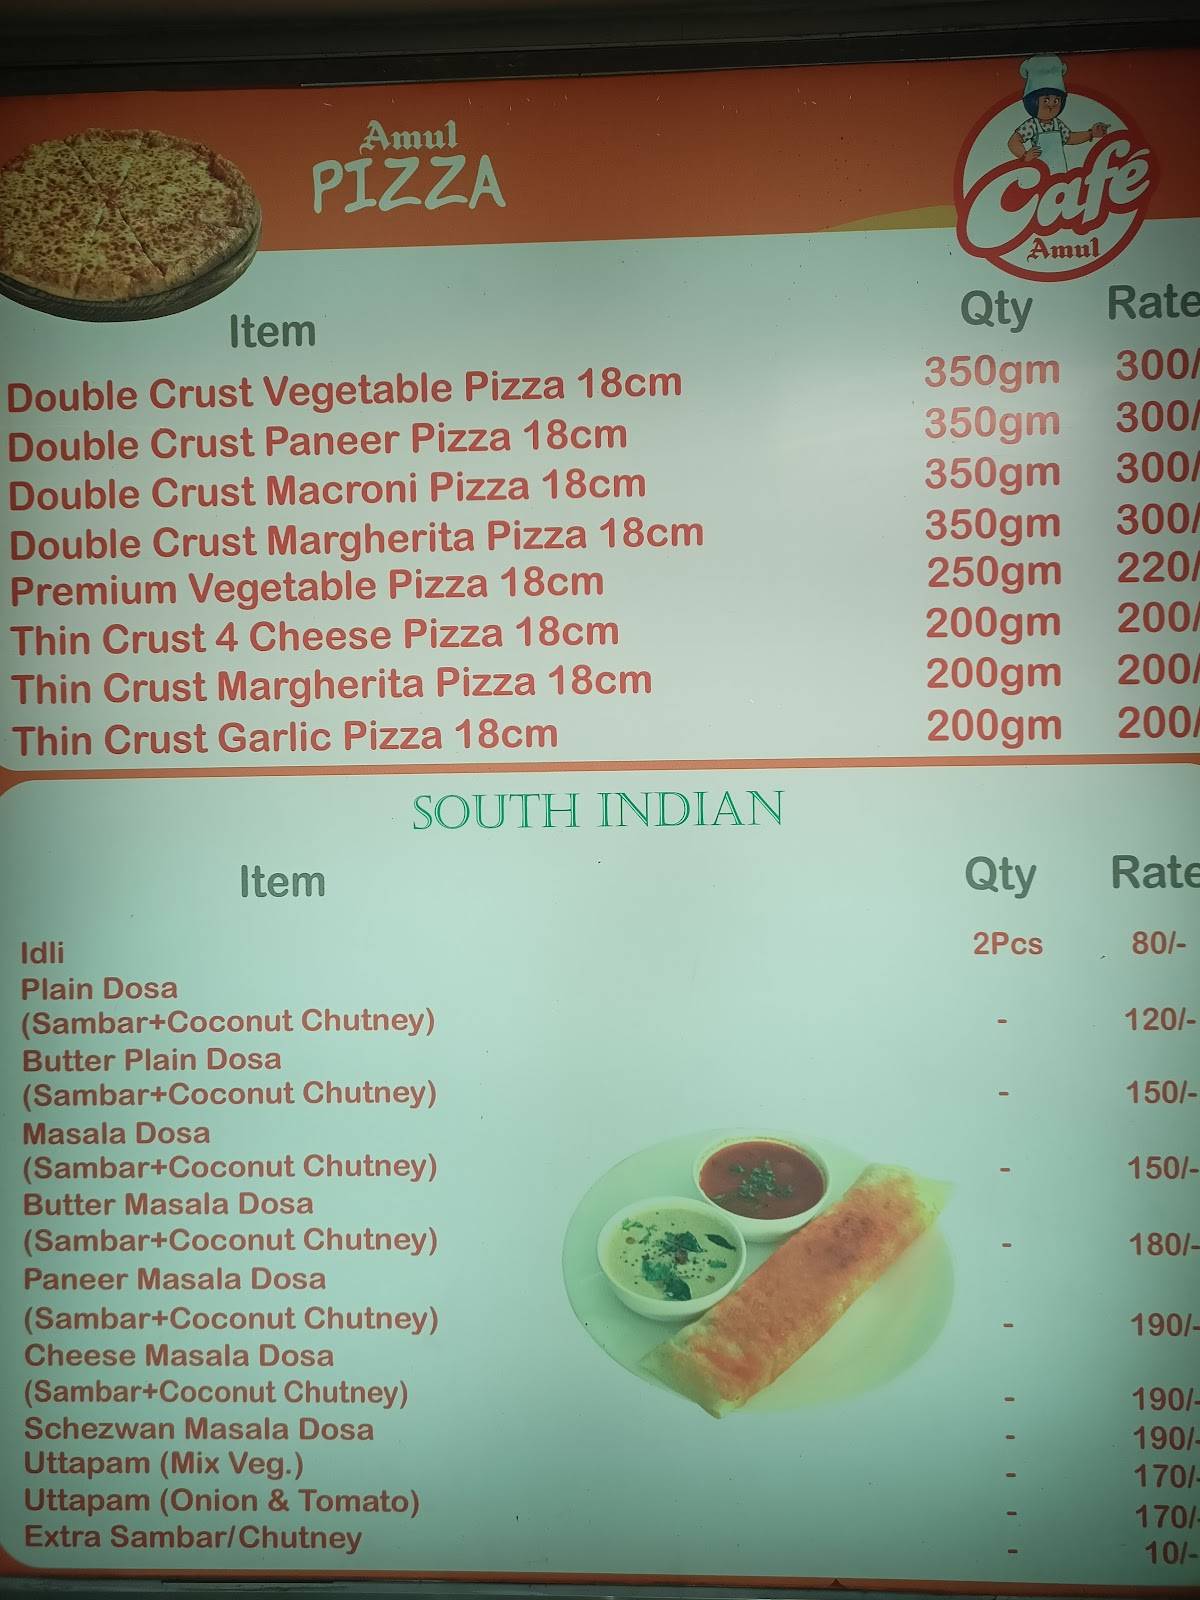 Amul
PIZZA
Café
Amul
Item Qty Rate
Double Crust Vegetable Pizza 18cm 350gm 300/
Double Crust Paneer Pizza 18cm 350gm 300/
Double Crust Macroni Pizza 18cm 350gm 300/
Double Crust Margherita Pizza 18cm 350gm 300/
Premium Vegetable Pizza 18cm 250gm 220/
Thin Crust 4 Cheese Pizza 18cm 200gm 200/
Thin Crust Margherita Pizza 18cm 200gm 200/
Thin Crust Garlic Pizza 18cm 200gm 200/
SOUTH INDIAN
Item Qty Rate
Idli 2Pcs 80/-
Plain Dosa
(Sambar+Coconut Chutney) - 120/-
Butter Plain Dosa
(Sambar+Coconut Chutney) - 150/-
Masala Dosa
(Sambar+Coconut Chutney) - 150/-
Butter Masala Dosa
(Sambar+Coconut Chutney) - 180/-
Paneer Masala Dosa
(Sambar+Coconut Chutney) - 190/-
Cheese Masala Dosa
(Sambar+Coconut Chutney) - 190/-
Schezwan Masala Dosa - 190/-
Uttapam (Mix Veg.) - 170/-
Uttapam (Onion & Tomato) - 170/-
Extra Sambar/Chutney - 10/-